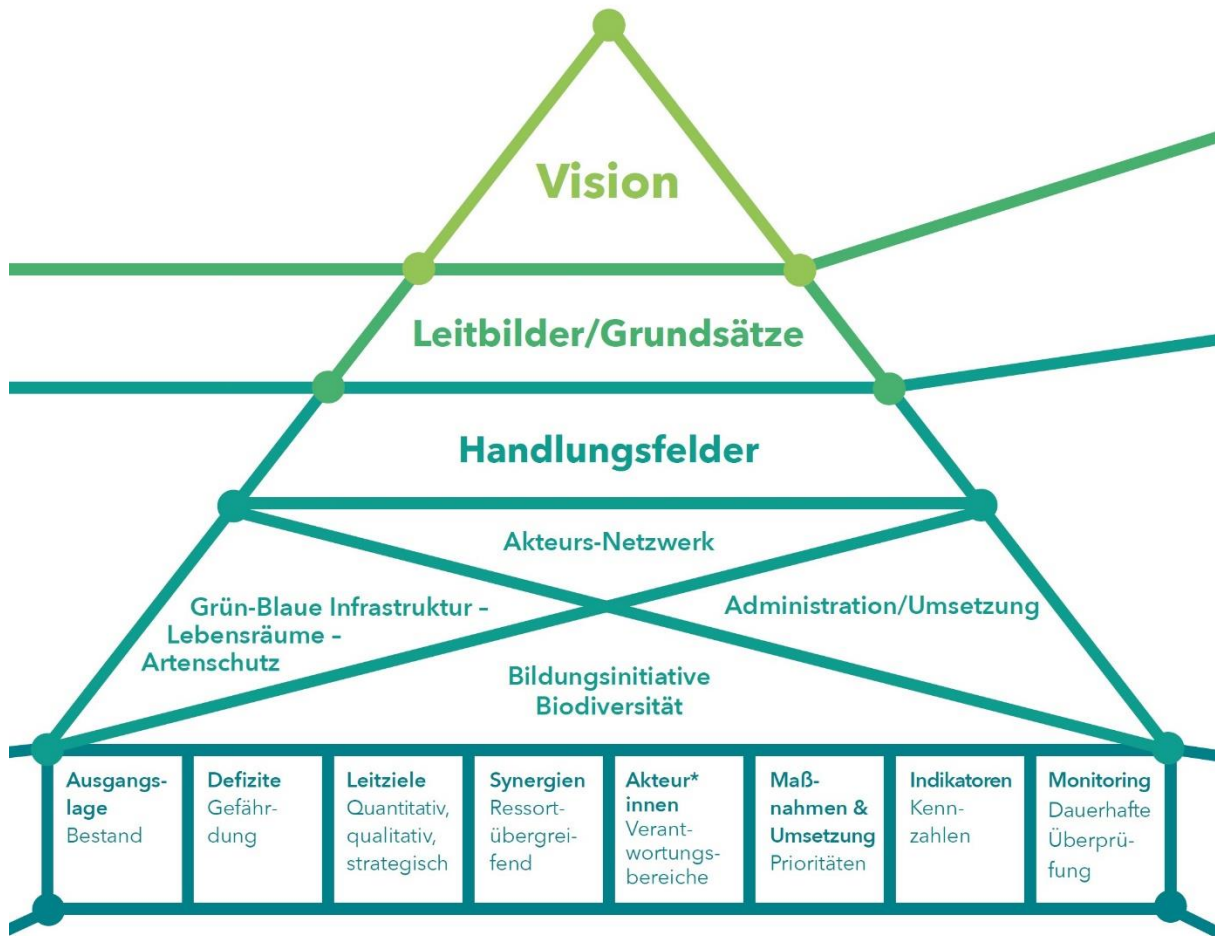 Vision
Leitbilder/Grundsätze
Handlungsfelder
Akteurs-Netzwerk
Grün-Blaue Infrastruktur –
Lebensräume –
Artenschutz
Administration/Umsetzung
Bildungsinitiative
Biodiversität
Ausgangs-
lage
Bestand
Defizite
Gefähr-
dung
Leitziele
Quantitativ,
qualitativ,
strategisch
Synergien
Ressort-
übergrei-
fend
Akteur*
innen
Verant-
wortungs-
bereiche
Maß-
nahmen &
Umsetzung
Prioritäten
Indikatoren
Kenn-
zahlen
Monitoring
Dauerhafte
Überprü-
fung